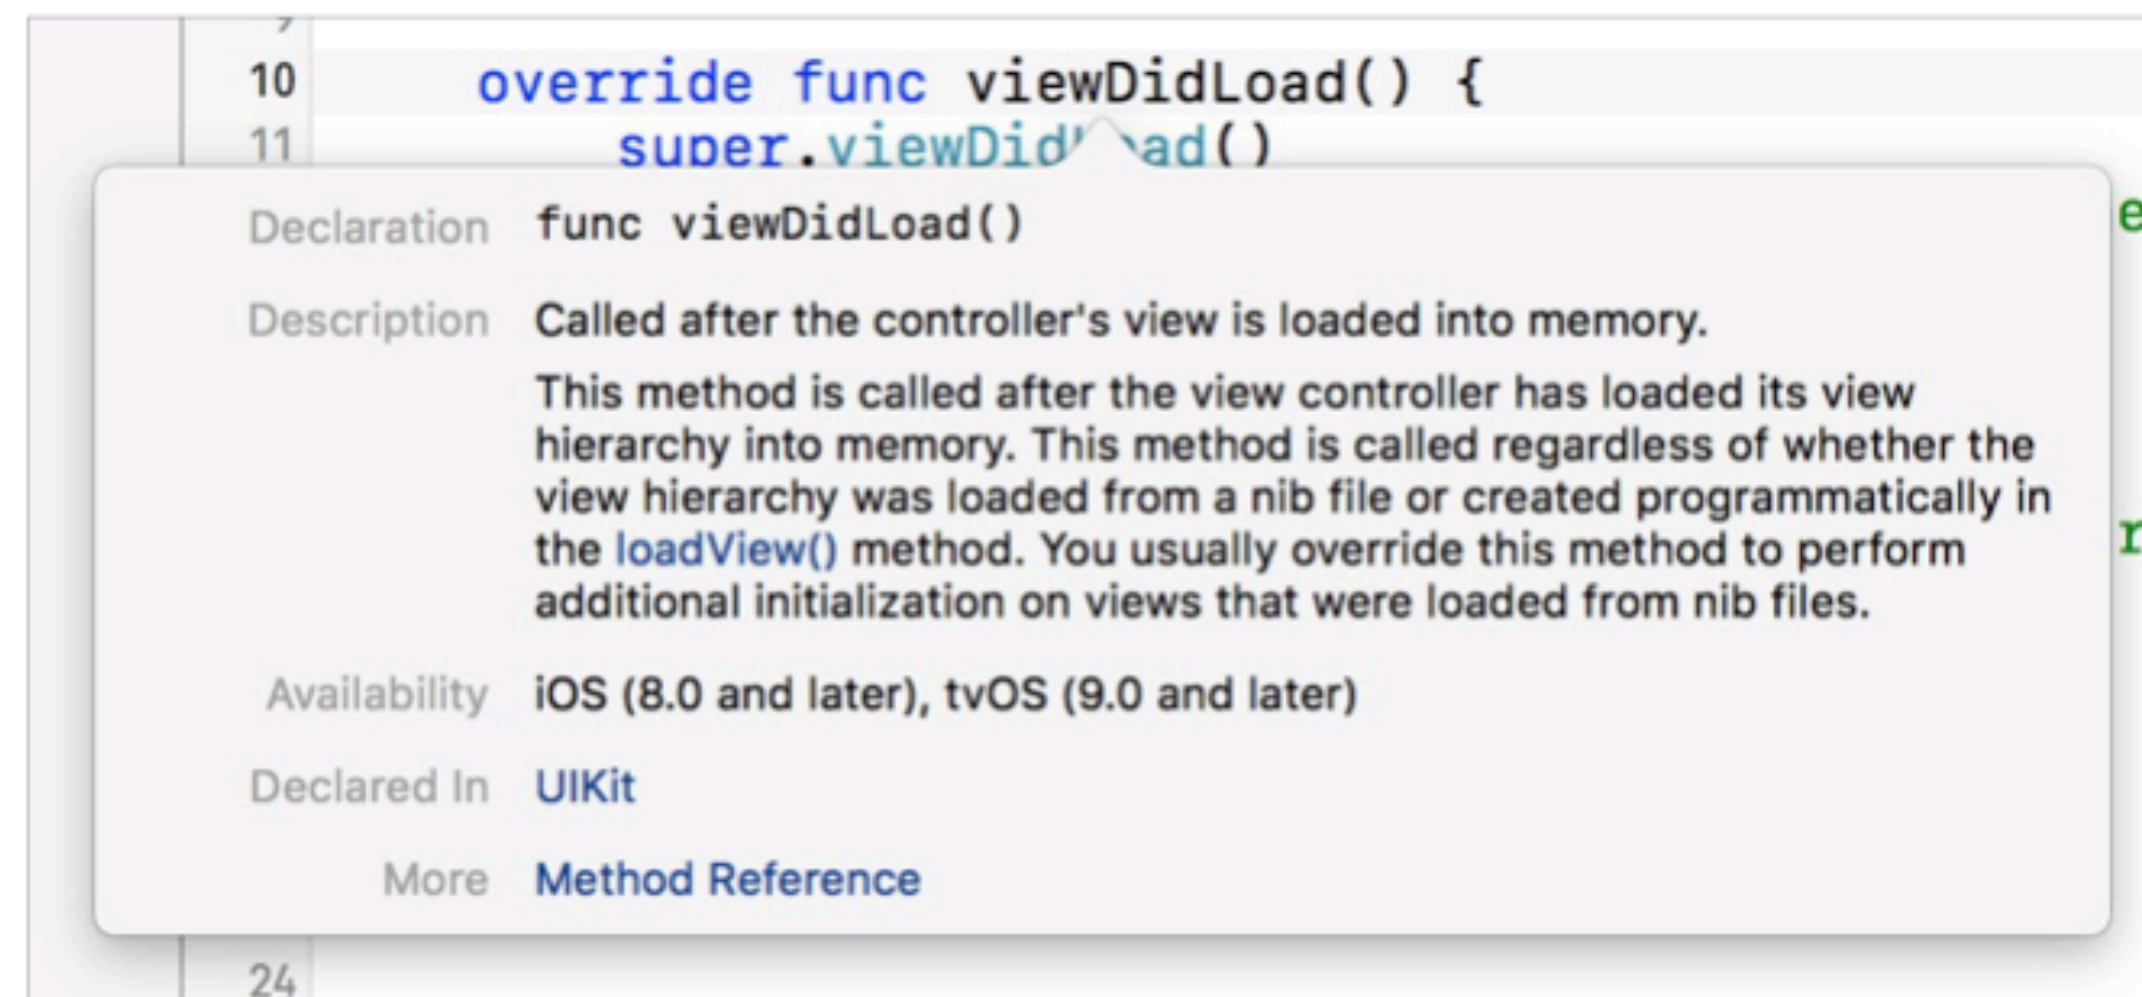 10 override func viewDidLoad() {
11 super.viewDid ad()
Declaration func viewDidLoad()
Description Called after the controller's view is loaded into memory.
This method is called after the view controller has loaded its view
hierarchy into memory. This method is called regardless of whether the
view hierarchy was loaded from a nib file or created programmatically in
the loadView() method. You usually override this method to perform
additional initialization on views that were loaded from nib files.
Availability iOS (8.0 and later), tvOS (9.0 and later)
Declared In UIKit
More Method Reference
24